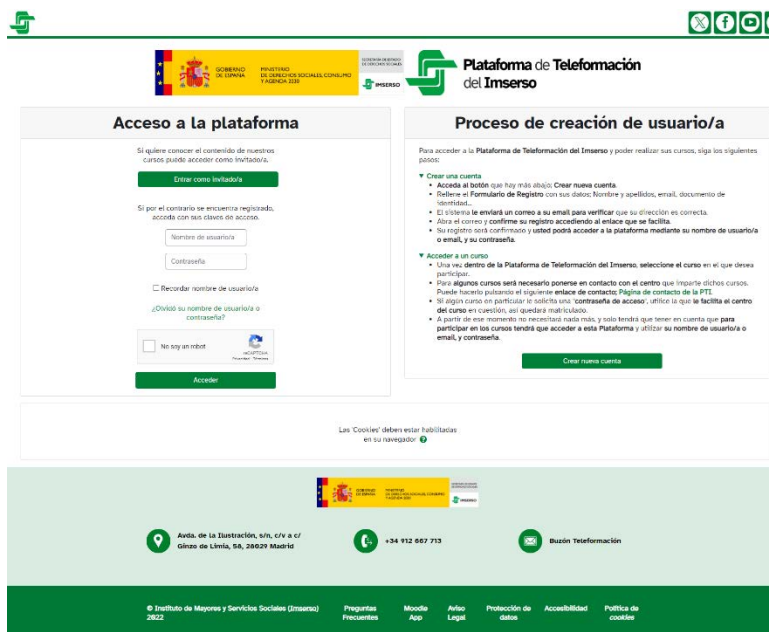 GOBIERNO DE ESPAÑA
MINISTERIO DE DERECHOS SOCIALES, CONSUMO Y AGENDA 2030
IMSERSO
Plataforma de Teleformación
del Imserso
Acceso a la plataforma
Si quiere conocer el contenido de nuestros
cursos puede acceder como invitado/a.
Entrar como invitado/a
Si por el contrario se encuentra registrado,
acceda con sus claves de acceso.
Nombre de usuario/a
Contraseña
Recordar nombre de usuario/a
¿Olvidó su nombre de usuario/a o
contraseña?
No soy un robot
reCAPTCHA
Privacidad - Términos
Acceder
Proceso de creación de usuario/a
Para acceder a la Plataforma de Teleformación del Imserso y poder realizar sus cursos, siga los siguientes
pasos:
Crear una cuenta
Acceda al botón que hay más abajo: Crear nueva cuenta.
Rellene el Formulario de Registro con sus datos: Nombre y apellidos, email, documento de
identidad...
El sistema le enviará un correo a su email para verificar que su dirección es correcta.
Abra el correo y confirme su registro accediendo al enlace que se facilita.
Su registro será confirmado y usted podrá acceder a la plataforma mediante su nombre de usuario/a
o email, y su contraseña.
Acceder a un curso
Una vez dentro de la Plataforma de Teleformación del Imserso, seleccione el curso en el que desea
participar.
Para algunos cursos será necesario ponerse en contacto con el centro que imparte dichos cursos.
Puede hacerlo pulsando el siguiente enlace de contacto: Página de contacto de la PTI.
Si algún curso en particular le solicita una 'contraseña de acceso', utilice la que le facilita el centro
del curso en cuestión, así quedará matriculado.
A partir de ese momento no necesitará nada más, y solo tendrá que tener en cuenta que para
participar en los cursos tendrá que acceder a esta Plataforma y utilizar su nombre de usuario/a o
email, y contraseña.
Crear nueva cuenta
Las 'Cookies' deben estar habilitadas
en su navegador
GOBIERNO DE ESPAÑA
IMSERSO
Avda. de la Ilustración, s/n, c/v a c/
Ginzo de Limia, 58, 28029 Madrid
+34 912 667 713
Buzón Teleformación
© Instituto de Mayores y Servicios Sociales (Imserso)
2022
Preguntas
Frecuentes
Moodle
App
Aviso
Legal
Protección de
datos
Accesibilidad
Política de
cookies